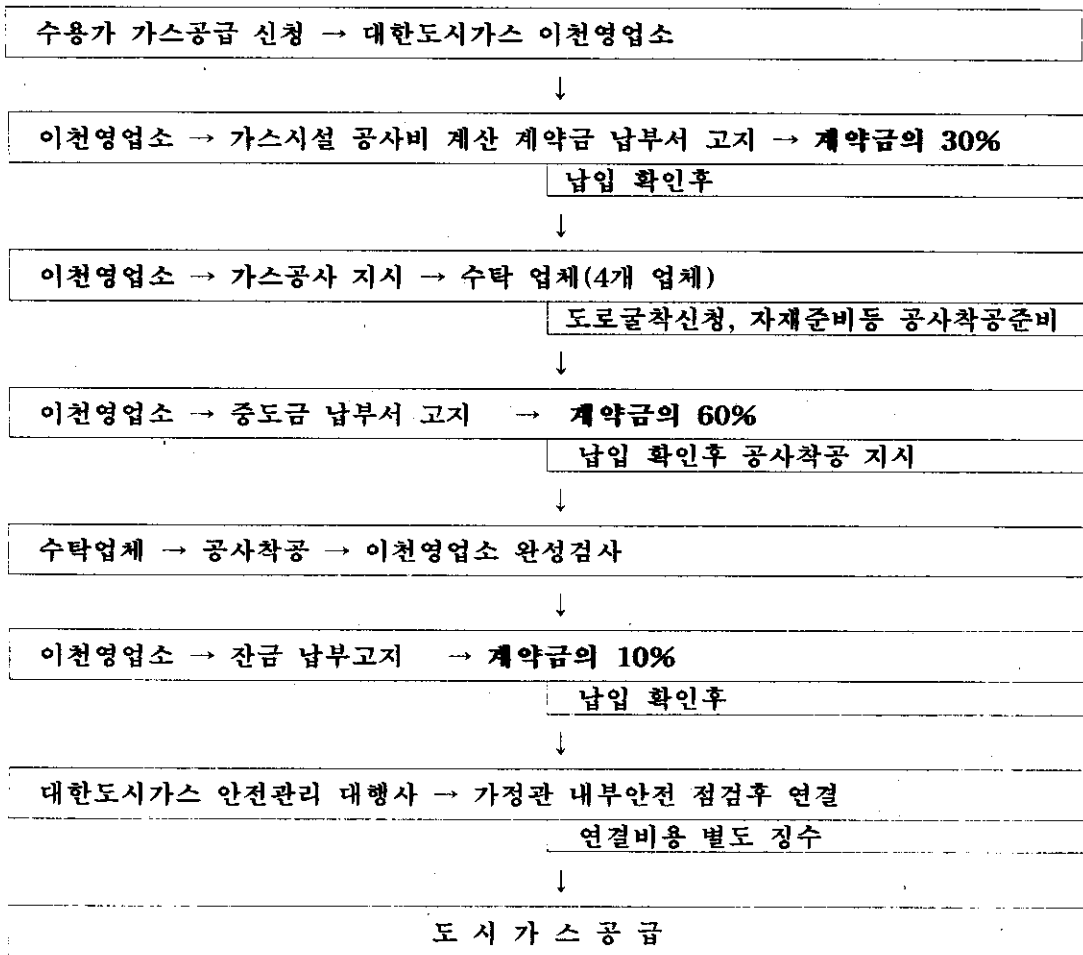 수용가 가스공급 신청 → 대한도시가스 이천영업소
↓
이천영업소 → 가스시설 공사비 계산 계약금 납부서 고지 → 계약금의 30%
납입 확인후
↓
이천영업소 → 가스공사 지시 → 수탁 업체(4개 업체)
도로굴착신청, 자재준비등 공사착공준비
↓
이천영업소 → 중도금 납부서 고지 → 계약금의 60%
납입 확인후 공사착공 지시
↓
수탁업체 → 공사착공 → 이천영업소 완성검사
↓
이천영업소 → 잔금 납부고지 → 계약금의 10%
납입 확인후
↓
대한도시가스 안전관리 대행사 → 가정관 내부안전 점검후 연결
연결비용 별도 징수
↓
도 시 가 스 공 급